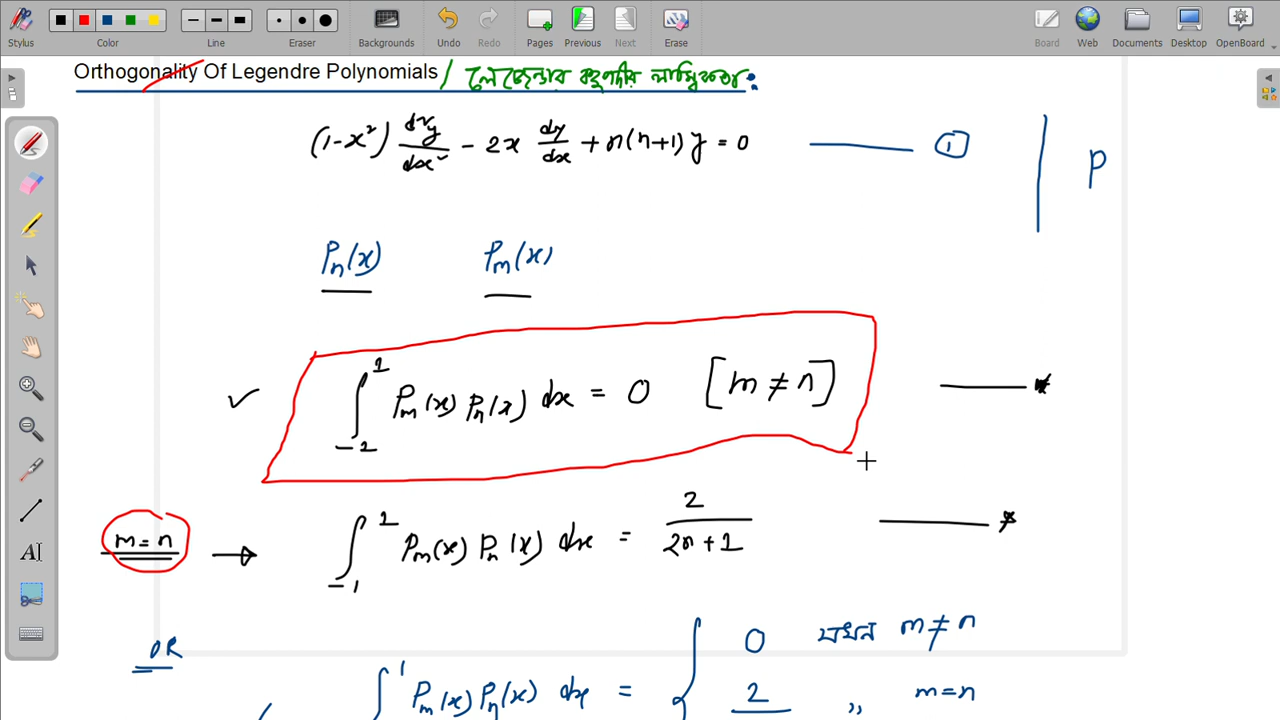 Stylus Color Line Eraser Backgrounds Undo Redo Pages Previous Next Erase Board Web Documents Desktop OpenBoard
Orthogonality Of Legendre Polynomials / লেজেন্ডার বহুপদীর লাম্বিকতা:
(1-x²) d²y/dx² - 2x dy/dx + n(n+1)y = 0 ——— ①
P
Pn(x) Pm(x)
✓ ∫₋₁¹ Pm(x) Pn(x) dx = 0 [m ≠ n] ——— *
m = n → ∫₋₁¹ Pm(x) Pn(x) dx = 2/(2n+1) ——— *
OR
∫¹ Pm(x) Pn(x) dx = { 0 যখন m ≠ n
2 ,, m = n